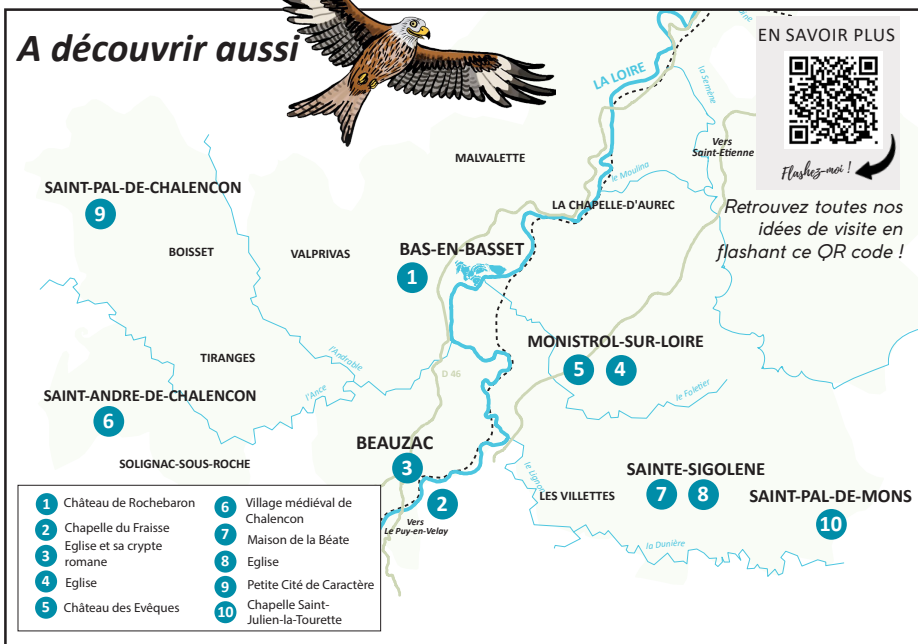 A découvrir aussi
EN SAVOIR PLUS
Flashez-moi !
Retrouvez toutes nos
idées de visite en
flashant ce QR code !
LA LOIRE
la Semène
Vers
Saint-Etienne
MALVALETTE
le Moulina
SAINT-PAL-DE-CHALENCON
9
LA CHAPELLE-D'AUREC
BOISSET
VALPRIVAS
BAS-EN-BASSET
1
MONISTROL-SUR-LOIRE
5
4
TIRANGES
l'Andrable
D 46
l'Ance
le Foletier
SAINT-ANDRE-DE-CHALENCON
6
BEAUZAC
3
SOLIGNAC-SOUS-ROCHE
le Lignon
SAINTE-SIGOLENE
7
8
LES VILLETTES
SAINT-PAL-DE-MONS
10
2
Vers
Le Puy-en-Velay
la Dunière
1 Château de Rochebaron
2 Chapelle du Fraisse
3 Eglise et sa crypte
romane
4 Eglise
5 Château des Evêques
6 Village médiéval de
Chalencon
7 Maison de la Béate
8 Eglise
9 Petite Cité de Caractère
10 Chapelle Saint-
Julien-la-Tourette